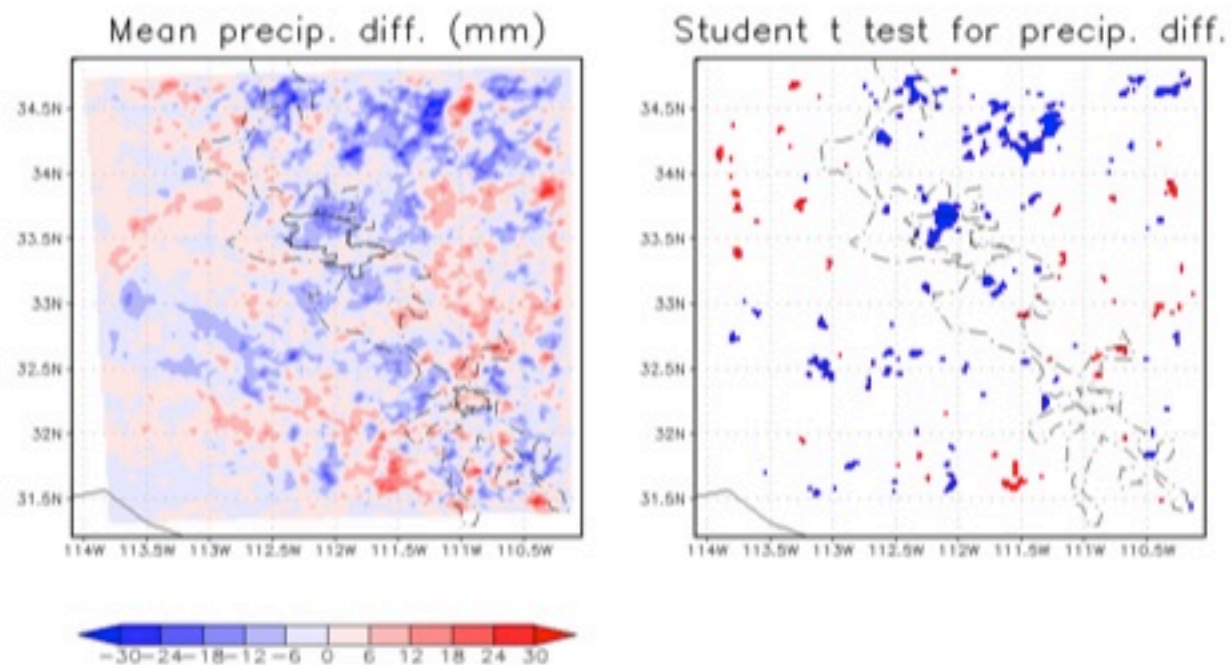 Mean precip. diff. (mm)
34.5N
34N
33.5N
33N
32.5N
32N
31.5N
114W 113.5W 113W 112.5W 112W 111.5W 111W 110.5W
-30 -24 -18 -12 -6 0 6 12 18 24 30
Student t test for precip. diff.
34.5N
34N
33.5N
33N
32.5N
32N
31.5N
114W 113.5W 113W 112.5W 112W 111.5W 111W 110.5W